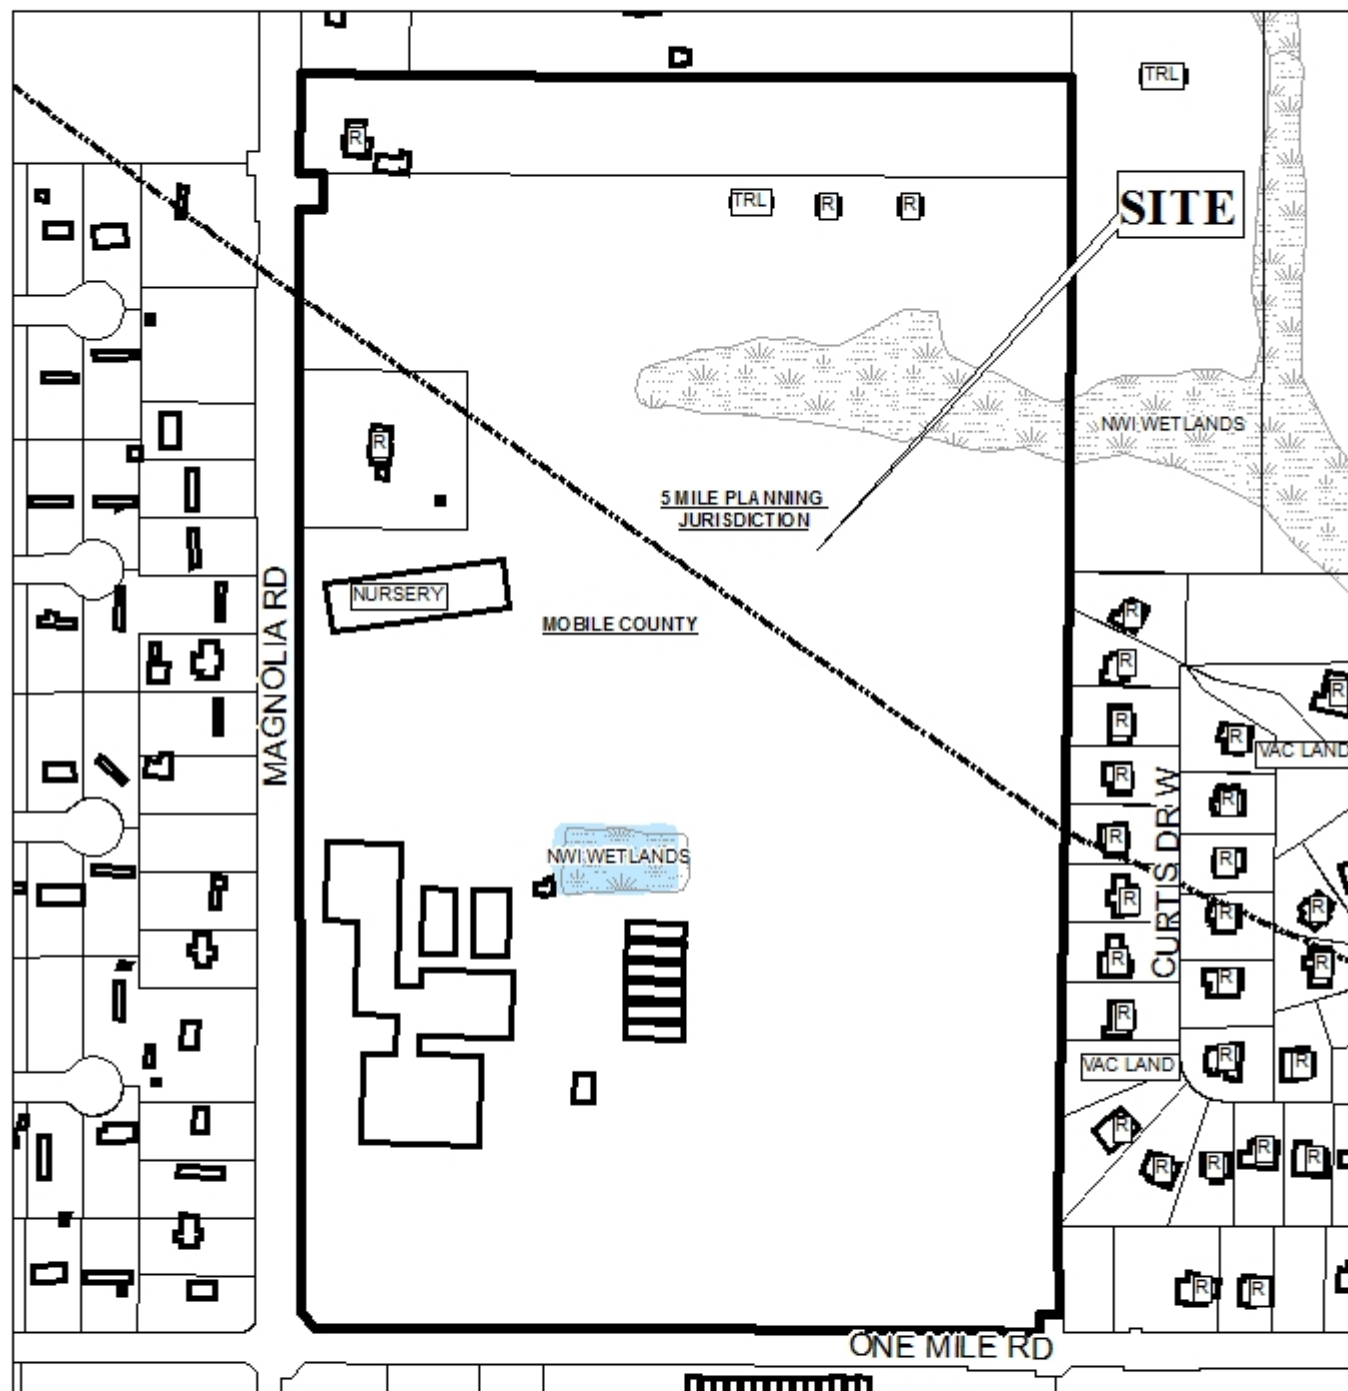 TRL
R
TRL
R
R
SITE
NWI WETLANDS
R
5 MILE PLANNING
JURISDICTION
NURSERY
MOBILE COUNTY
MAGNOLIA RD
R
R
R
R
R
VAC LAND
R
CURTIS DR W
R
R
R
NWI WETLANDS
R
R
R
R
R
R
R
R
R
VAC LAND
R
R
R
R
R
R
R
R
ONE MILE RD